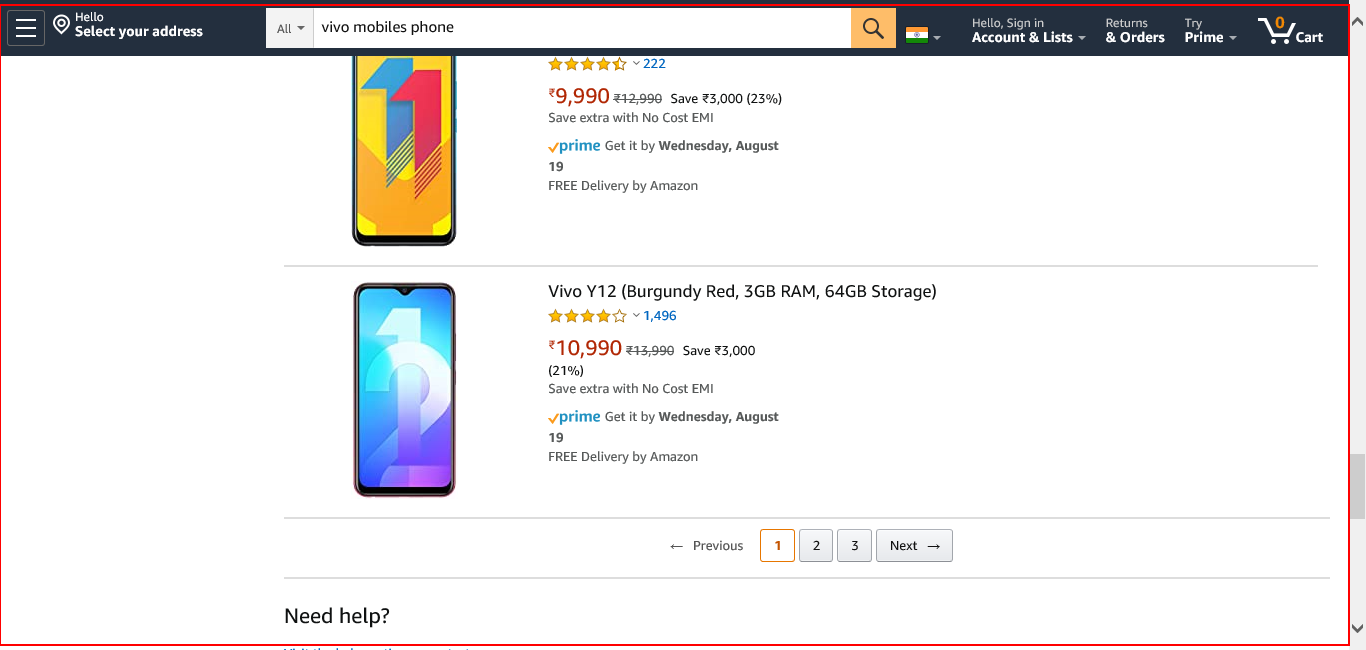 Hello
Select your address
All
vivo mobiles phone
Hello, Sign in
Account & Lists
Returns
& Orders
Try
Prime
0
Cart
11
222
₹9,990 ₹12,990 Save ₹3,000 (23%)
Save extra with No Cost EMI
prime Get it by Wednesday, August
19
FREE Delivery by Amazon
12
Vivo Y12 (Burgundy Red, 3GB RAM, 64GB Storage)
1,496
₹10,990 ₹13,990 Save ₹3,000
(21%)
Save extra with No Cost EMI
prime Get it by Wednesday, August
19
FREE Delivery by Amazon
← Previous 1 2 3 Next →
Need help?